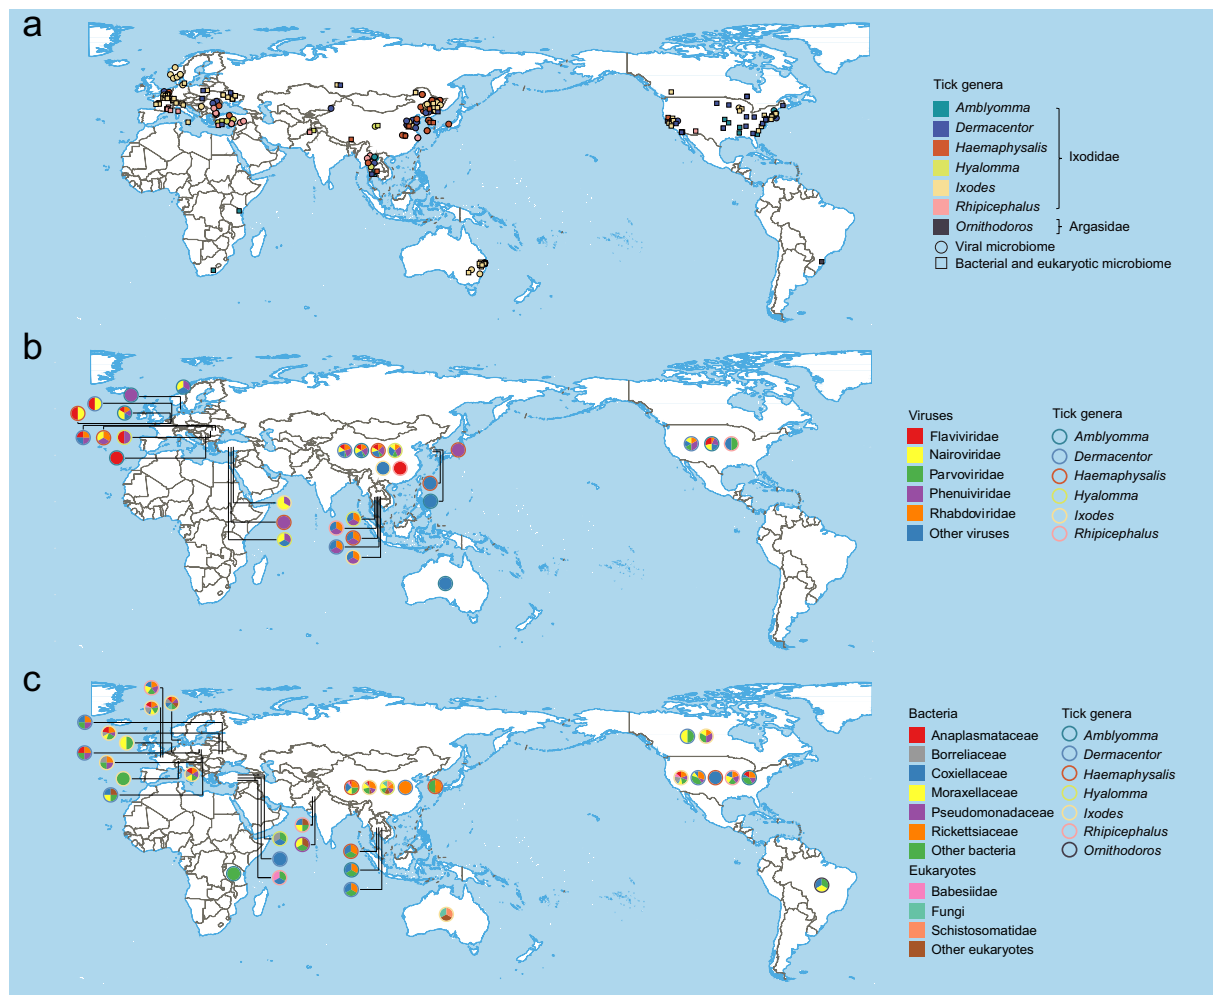 a
Tick genera
Amblyomma
Dermacentor
Haemaphysalis
Ixodidae
Hyalomma
Ixodes
Rhipicephalus
Ornithodoros
Argasidae
Viral microbiome
Bacterial and eukaryotic microbiome
b
Viruses
Flaviviridae
Nairoviridae
Parvoviridae
Phenuiviridae
Rhabdoviridae
Other viruses
Tick genera
Amblyomma
Dermacentor
Haemaphysalis
Hyalomma
Ixodes
Rhipicephalus
c
Bacteria
Anaplasmataceae
Borreliaceae
Coxiellaceae
Moraxellaceae
Pseudomonadaceae
Rickettsiaceae
Other bacteria
Eukaryotes
Babesiidae
Fungi
Schistosomatidae
Other eukaryotes
Tick genera
Amblyomma
Dermacentor
Haemaphysalis
Hyalomma
Ixodes
Rhipicephalus
Ornithodoros